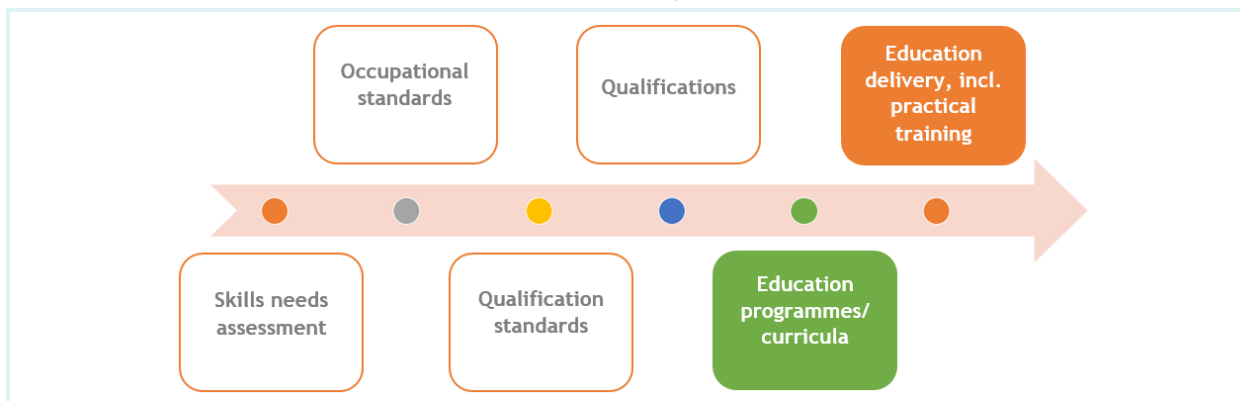 Occupational
standards
Qualifications
Education
delivery, incl.
practical
training
Skills needs
assessment
Qualification
standards
Education
programmes/
curricula